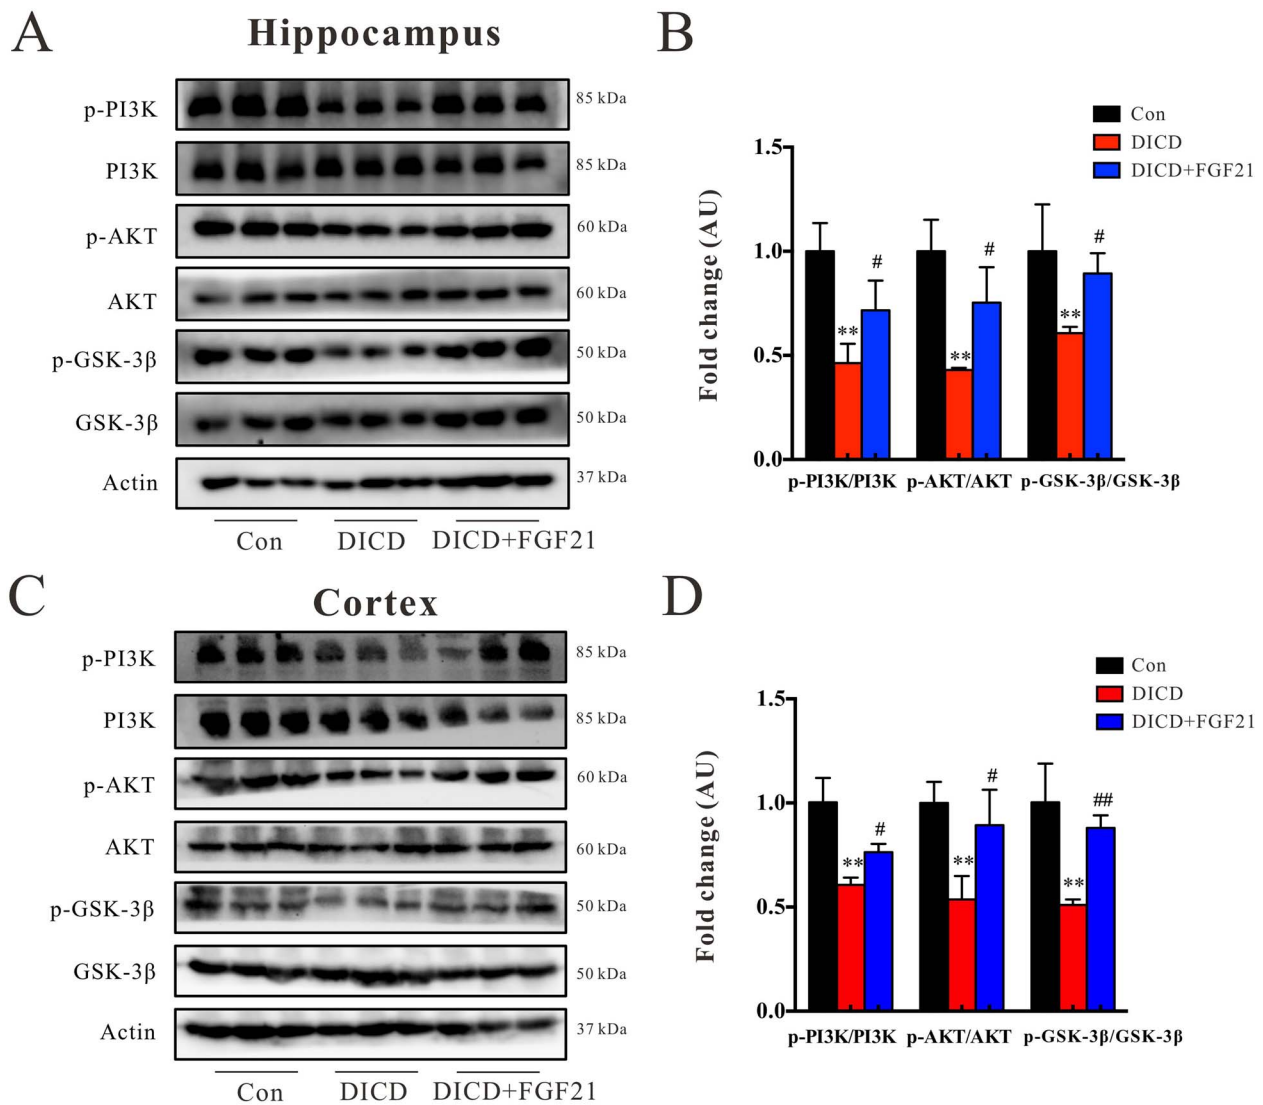 A
Hippocampus
p-PI3K 85 kDa
PI3K 85 kDa
p-AKT 60 kDa
AKT 60 kDa
p-GSK-3β 50 kDa
GSK-3β 50 kDa
Actin 37 kDa
Con DICD DICD+FGF21
B
Con
DICD
DICD+FGF21
Fold change (AU)
1.5
1.0
0.5
0.0
** # ** # ** #
p-PI3K/PI3K p-AKT/AKT p-GSK-3β/GSK-3β
C
Cortex
p-PI3K 85 kDa
PI3K 85 kDa
p-AKT 60 kDa
AKT 60 kDa
p-GSK-3β 50 kDa
GSK-3β 50 kDa
Actin 37 kDa
Con DICD DICD+FGF21
D
Con
DICD
DICD+FGF21
Fold change (AU)
1.5
1.0
0.5
0.0
** # ** # ** ##
p-PI3K/PI3K p-AKT/AKT p-GSK-3β/GSK-3β